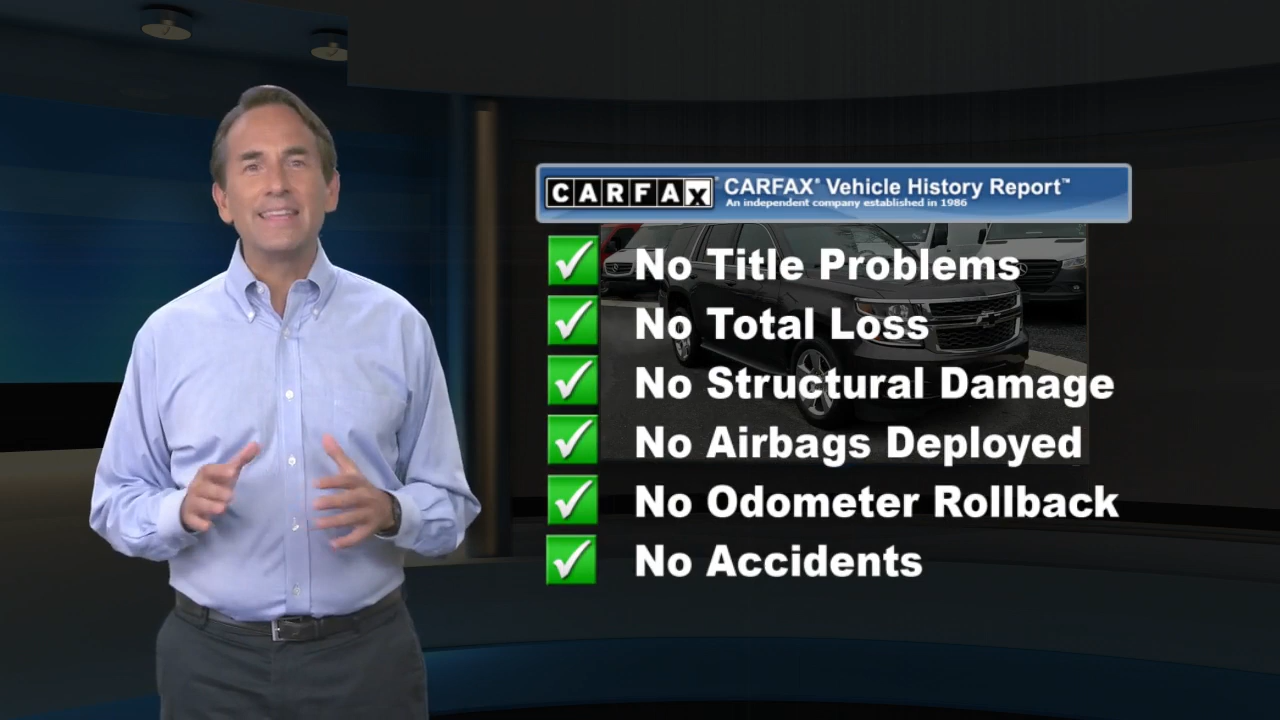 CARFAX
CARFAX® Vehicle History Report™
An independent company established in 1986
No Title Problems
No Total Loss
No Structural Damage
No Airbags Deployed
No Odometer Rollback
No Accidents